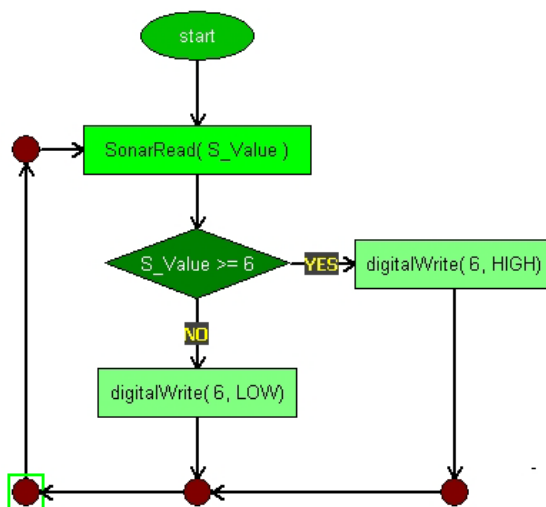 start
SonarRead( S_Value )
S_Value >= 6
YES
digitalWrite( 6, HIGH)
NO
digitalWrite( 6, LOW)